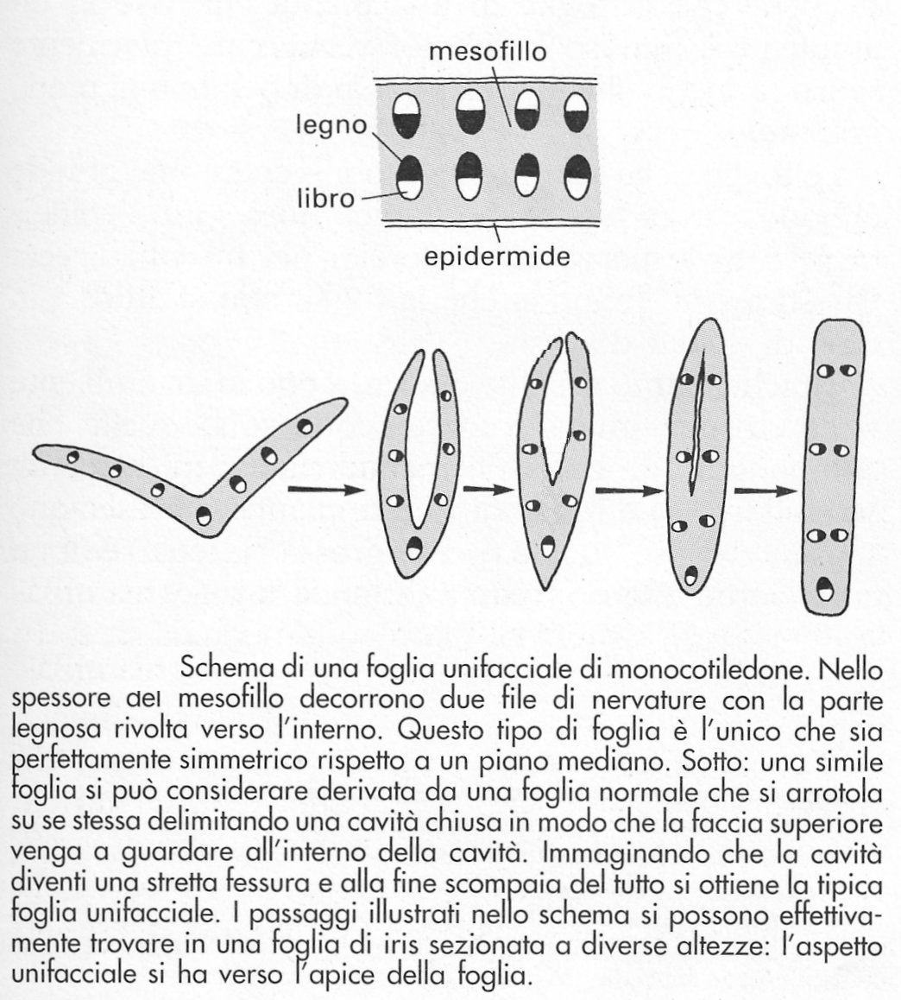 mesofillo
legno
libro
epidermide
Schema di una foglia unifacciale di monocotiledone. Nello
spessore del mesofillo decorrono due file di nervature con la parte
legnosa rivolta verso l'interno. Questo tipo di foglia è l'unico che sia
perfettamente simmetrico rispetto a un piano mediano. Sotto: una simile
foglia si può considerare derivata da una foglia normale che si arrotola
su se stessa delimitando una cavità chiusa in modo che la faccia superiore
venga a guardare all'interno della cavità. Immaginando che la cavità
diventi una stretta fessura e alla fine scompaia del tutto si ottiene la tipica
foglia unifacciale. I passaggi illustrati nello schema si possono effettiva-
mente trovare in una foglia di iris sezionata a diverse altezze: l'aspetto
unifacciale si ha verso l'apice della foglia.